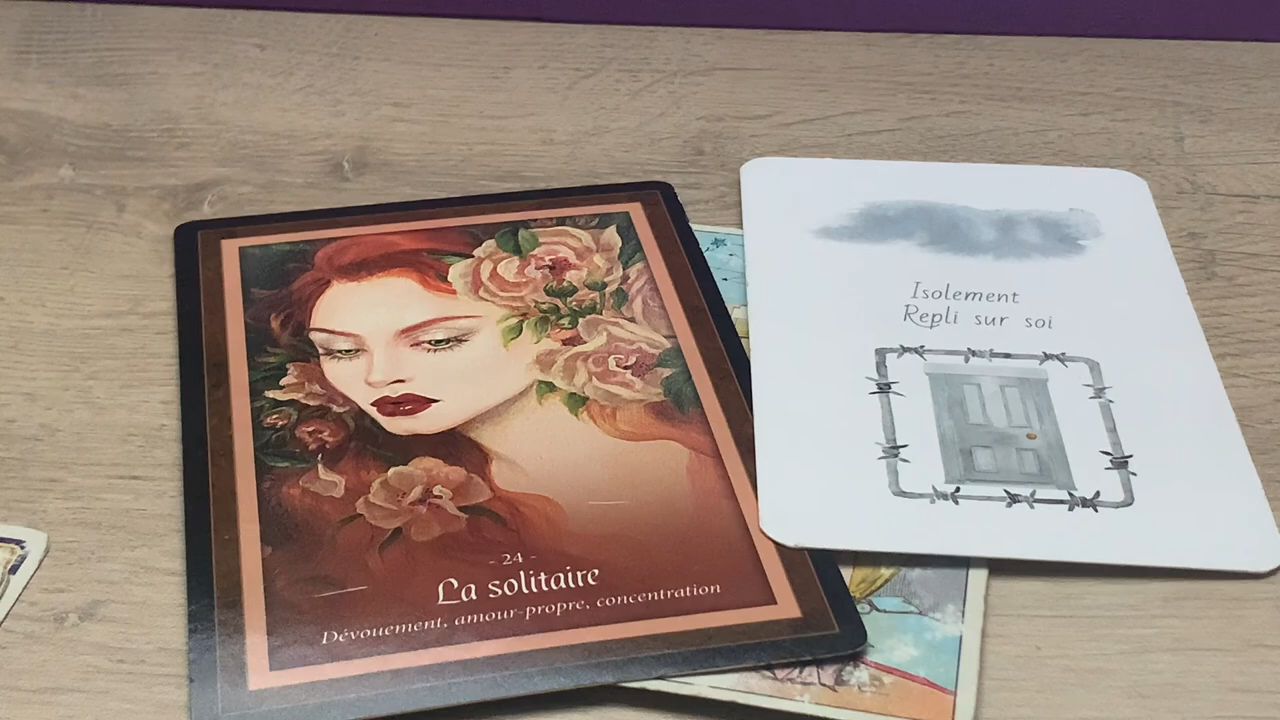 - 24 -
La solitaire
Dévouement, amour-propre, concentration
Isolement
Repli sur soi